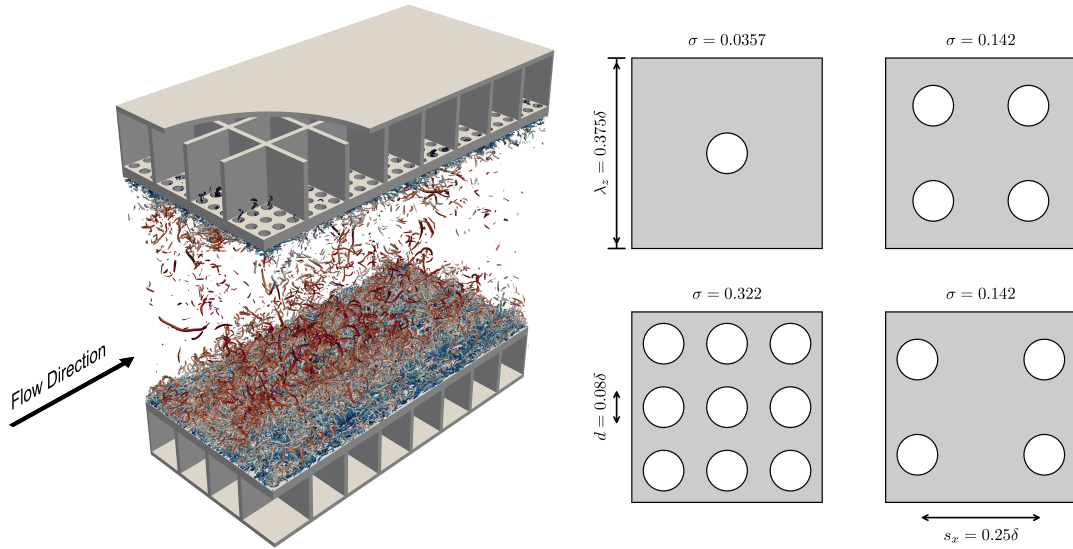 σ = 0.0357
σ = 0.142
λ_z = 0.375δ
σ = 0.322
σ = 0.142
d = 0.08δ
s_x = 0.25δ
Flow Direction